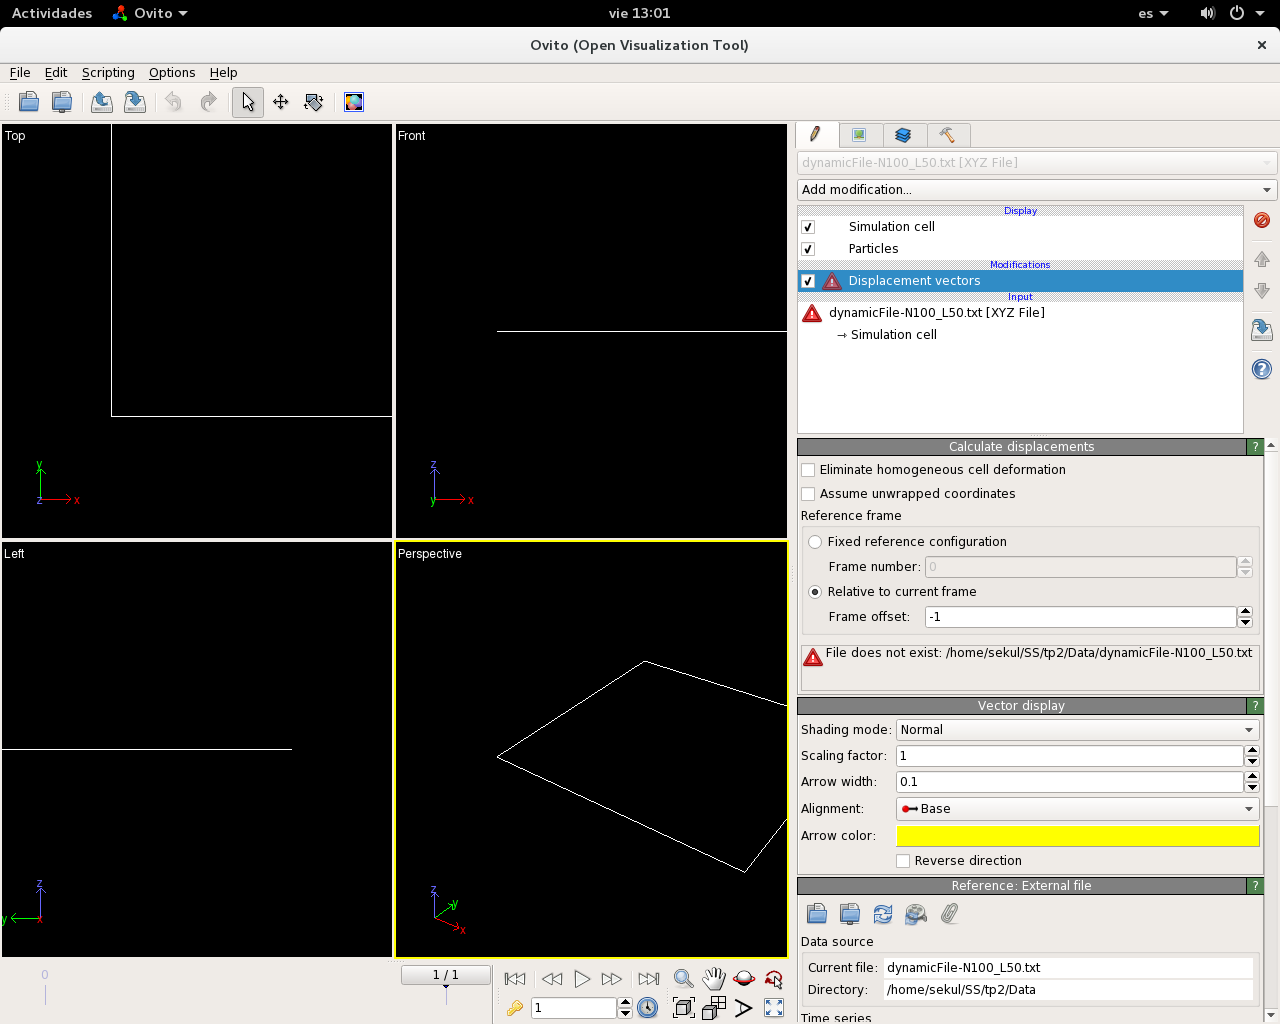 Actividades
Ovito
vie 13:01
es
Ovito (Open Visualization Tool)
File
Edit
Scripting
Options
Help
Top
y
z
x
Front
z
y
x
Left
z
y
x
Perspective
z
y
x
dynamicFile-N100_L50.txt [XYZ File]
Add modification...
Display
Simulation cell
Particles
Modifications
Displacement vectors
Input
dynamicFile-N100_L50.txt [XYZ File]
→ Simulation cell
Calculate displacements
?
Eliminate homogeneous cell deformation
Assume unwrapped coordinates
Reference frame
Fixed reference configuration
Frame number: 0
Relative to current frame
Frame offset: -1
File does not exist: /home/sekul/SS/tp2/Data/dynamicFile-N100_L50.txt
Vector display
?
Shading mode: Normal
Scaling factor: 1
Arrow width: 0.1
Alignment: Base
Arrow color:
Reverse direction
Reference: External file
?
Data source
Current file: dynamicFile-N100_L50.txt
Directory: /home/sekul/SS/tp2/Data
Time series
0
1 / 1
1